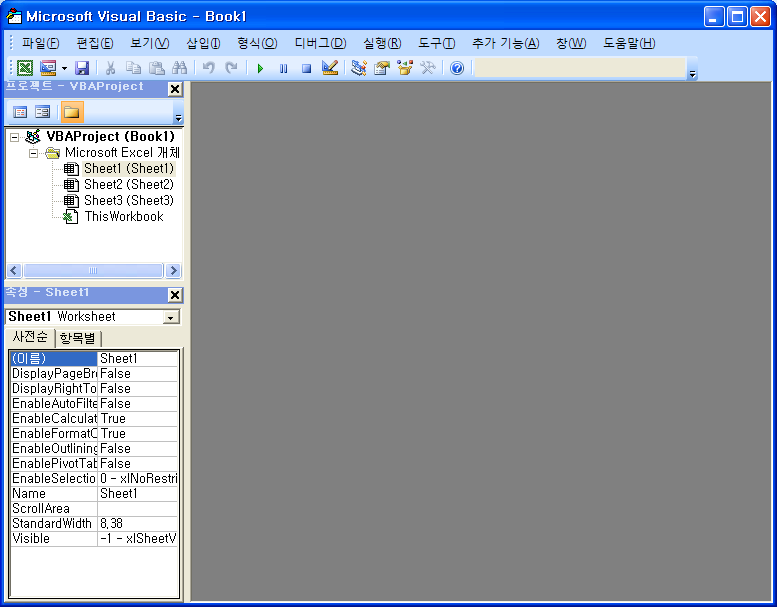 Microsoft Visual Basic - Book1
파일(F) 편집(E) 보기(V) 삽입(I) 형식(O) 디버그(D) 실행(R) 도구(T) 추가 기능(A) 창(W) 도움말(H)
프로젝트 - VBAProject
VBAProject (Book1)
Microsoft Excel 개체
Sheet1 (Sheet1)
Sheet2 (Sheet2)
Sheet3 (Sheet3)
ThisWorkbook
속성 - Sheet1
Sheet1 Worksheet
사전순 항목별
(이름) Sheet1
DisplayPageBr False
DisplayRightTo False
EnableAutoFilte False
EnableCalculat True
EnableFormatC True
EnableOutlining False
EnablePivotTab False
EnableSelectio 0 - xlNoRestri
Name Sheet1
ScrollArea
StandardWidth 8,38
Visible -1 - xlSheetV